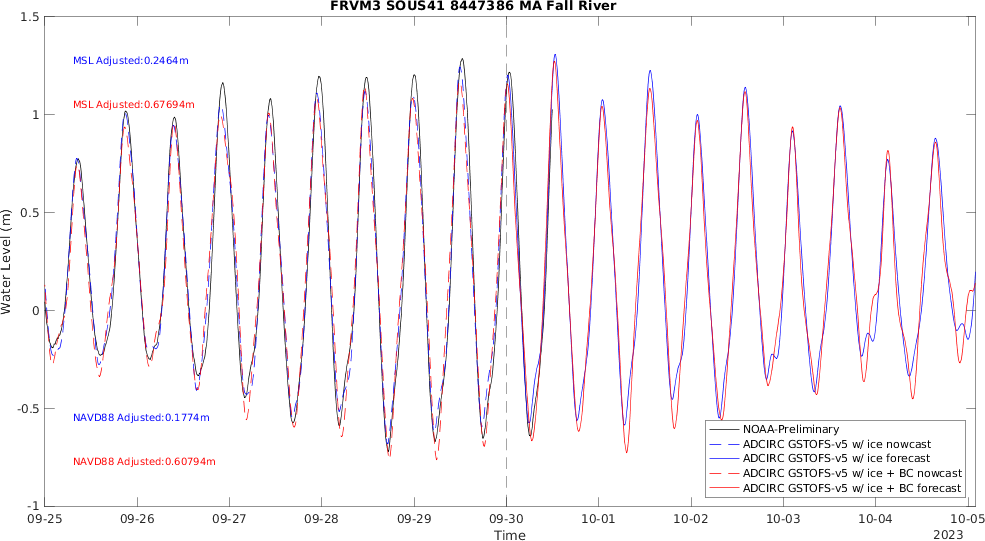 FRVM3 SOUS41 8447386 MA Fall River
1.5
1
0.5
0
-0.5
-1
Water Level (m)
MSL Adjusted:0.2464m
MSL Adjusted:0.67694m
NAVD88 Adjusted:0.1774m
NAVD88 Adjusted:0.60794m
NOAA-Preliminary
ADCIRC GSTOFS-v5 w/ ice nowcast
ADCIRC GSTOFS-v5 w/ ice forecast
ADCIRC GSTOFS-v5 w/ ice + BC nowcast
ADCIRC GSTOFS-v5 w/ ice + BC forecast
09-25 09-26 09-27 09-28 09-29 09-30 10-01 10-02 10-03 10-04 10-05
Time
2023